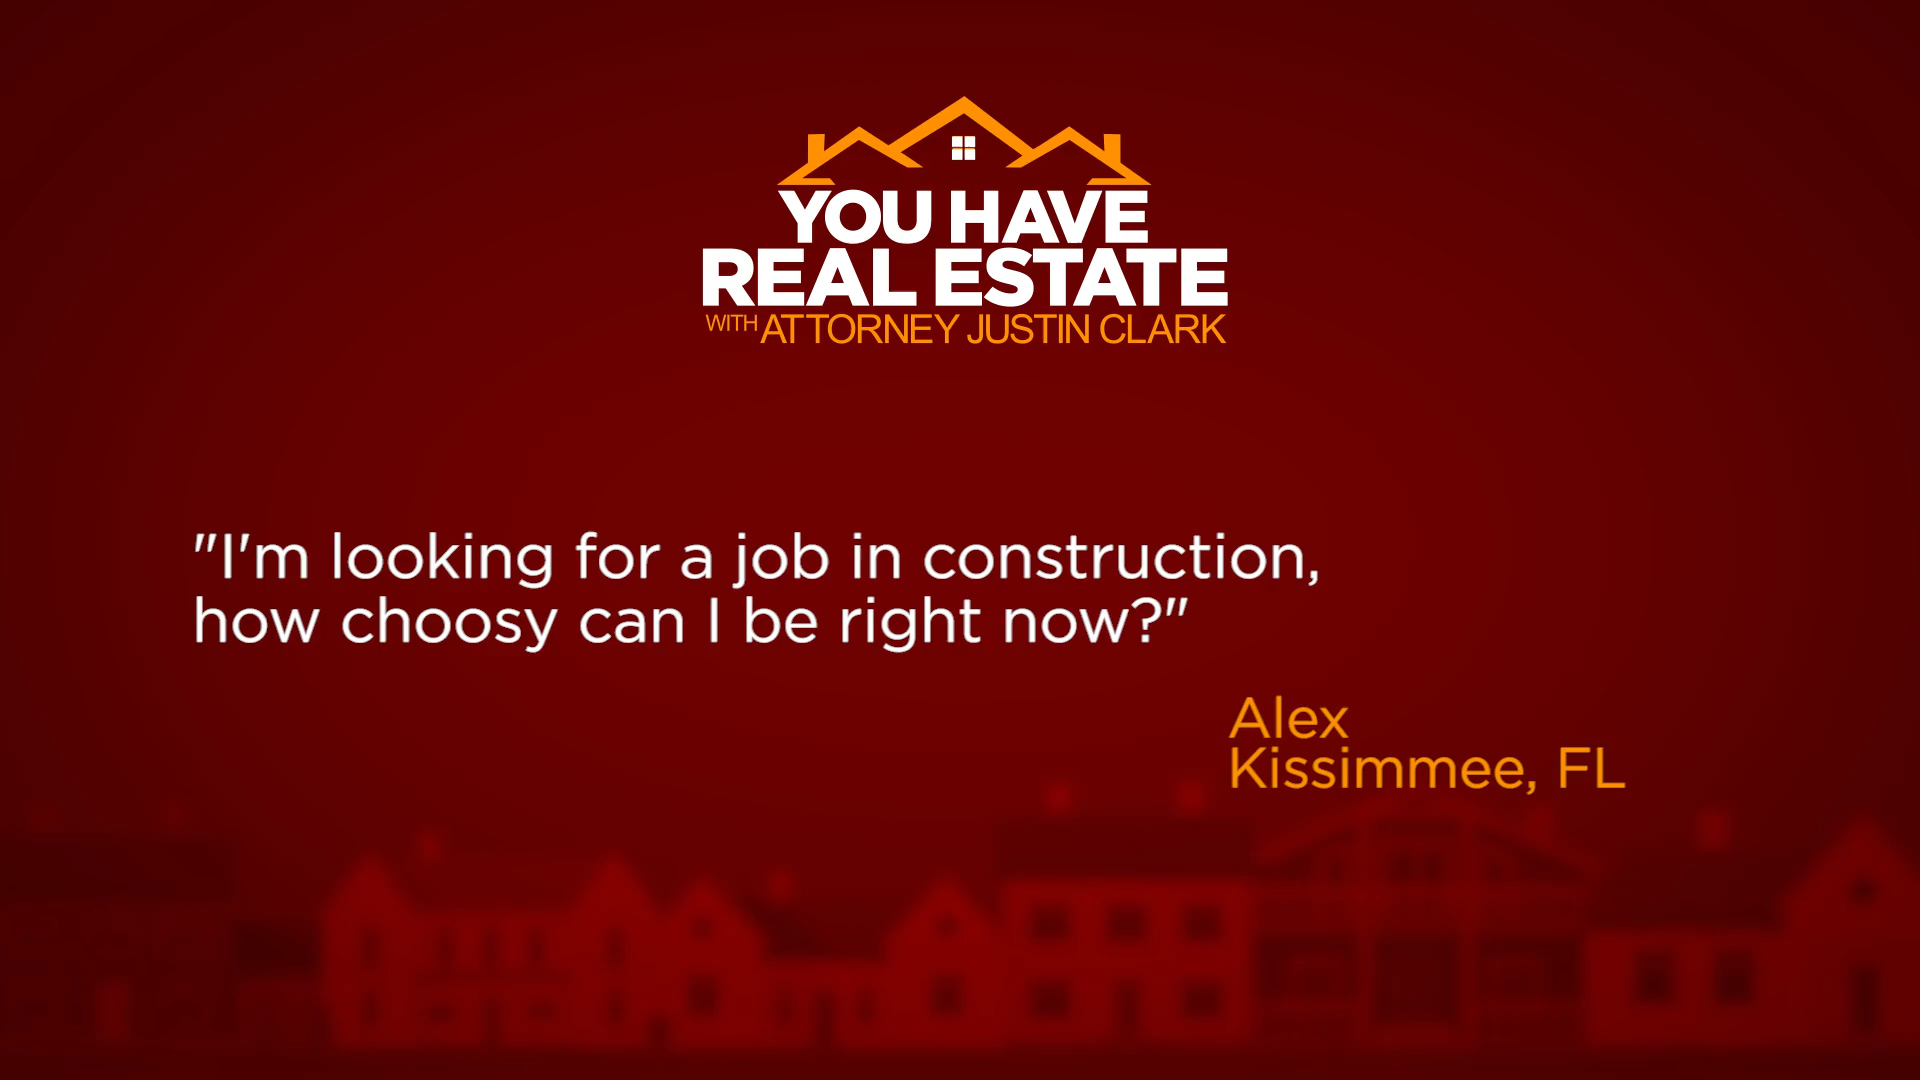 YOU HAVE
REAL ESTATE
WITH ATTORNEY JUSTIN CLARK
"I'm looking for a job in construction,
how choosy can I be right now?"
Alex
Kissimmee, FL